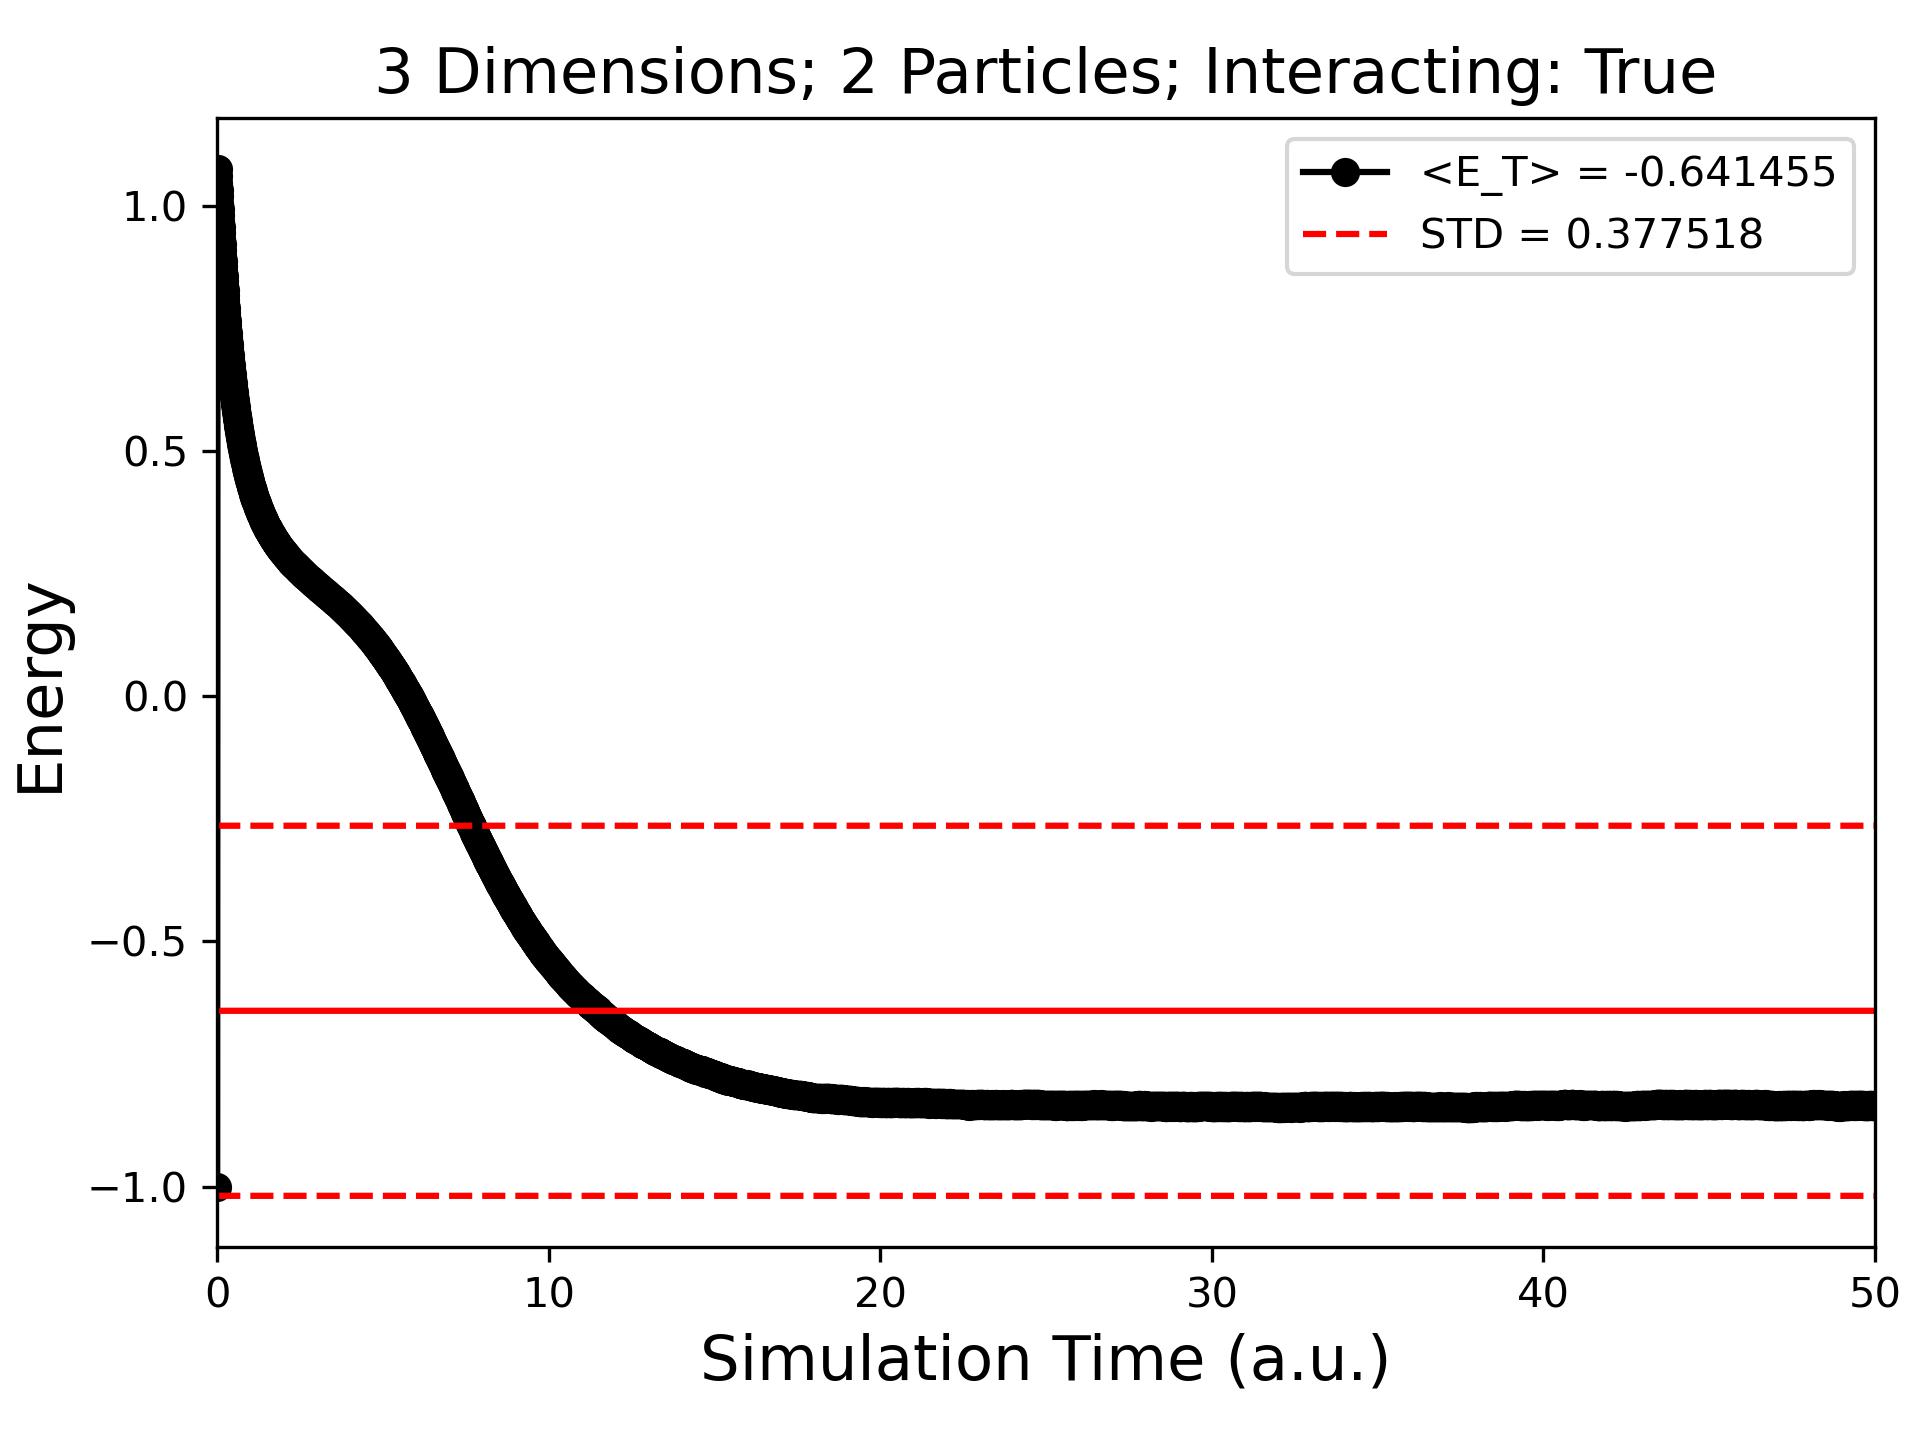 3 Dimensions; 2 Particles; Interacting: True
<E_T> = -0.641455
STD = 0.377518
1.0
0.5
0.0
−0.5
−1.0
Energy
0 10 20 30 40 50
Simulation Time (a.u.)